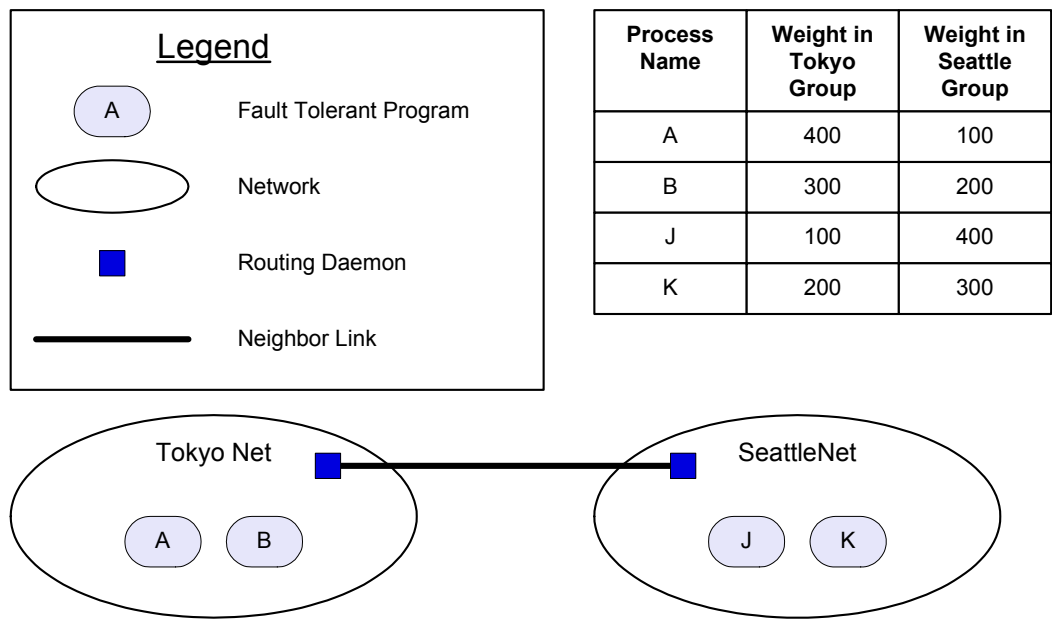 Legend
A
Fault Tolerant Program
Network
Routing Daemon
Neighbor Link
Process Name
Weight in Tokyo Group
Weight in Seattle Group
A 400 100
B 300 200
J 100 400
K 200 300
Tokyo Net
A B
SeattleNet
J K